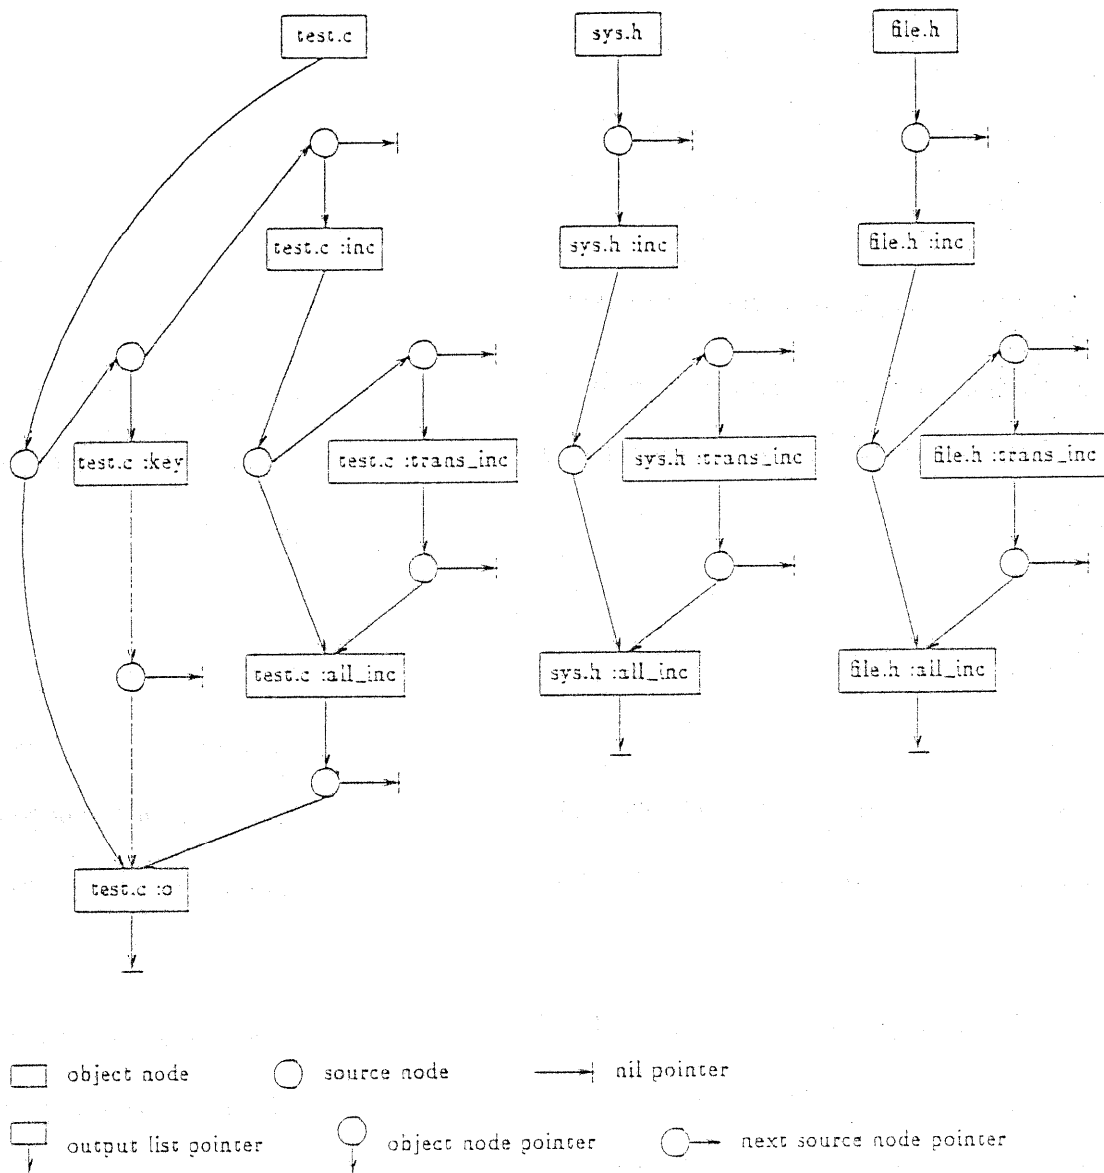 test.c
sys.h
file.h
test.c :inc
sys.h :inc
file.h :inc
test.c :key
test.c :trans_inc
sys.h :trans_inc
file.h :trans_inc
test.c :all_inc
sys.h :all_inc
file.h :all_inc
test.c :o
object node
source node
nil pointer
output list pointer
object node pointer
next source node pointer